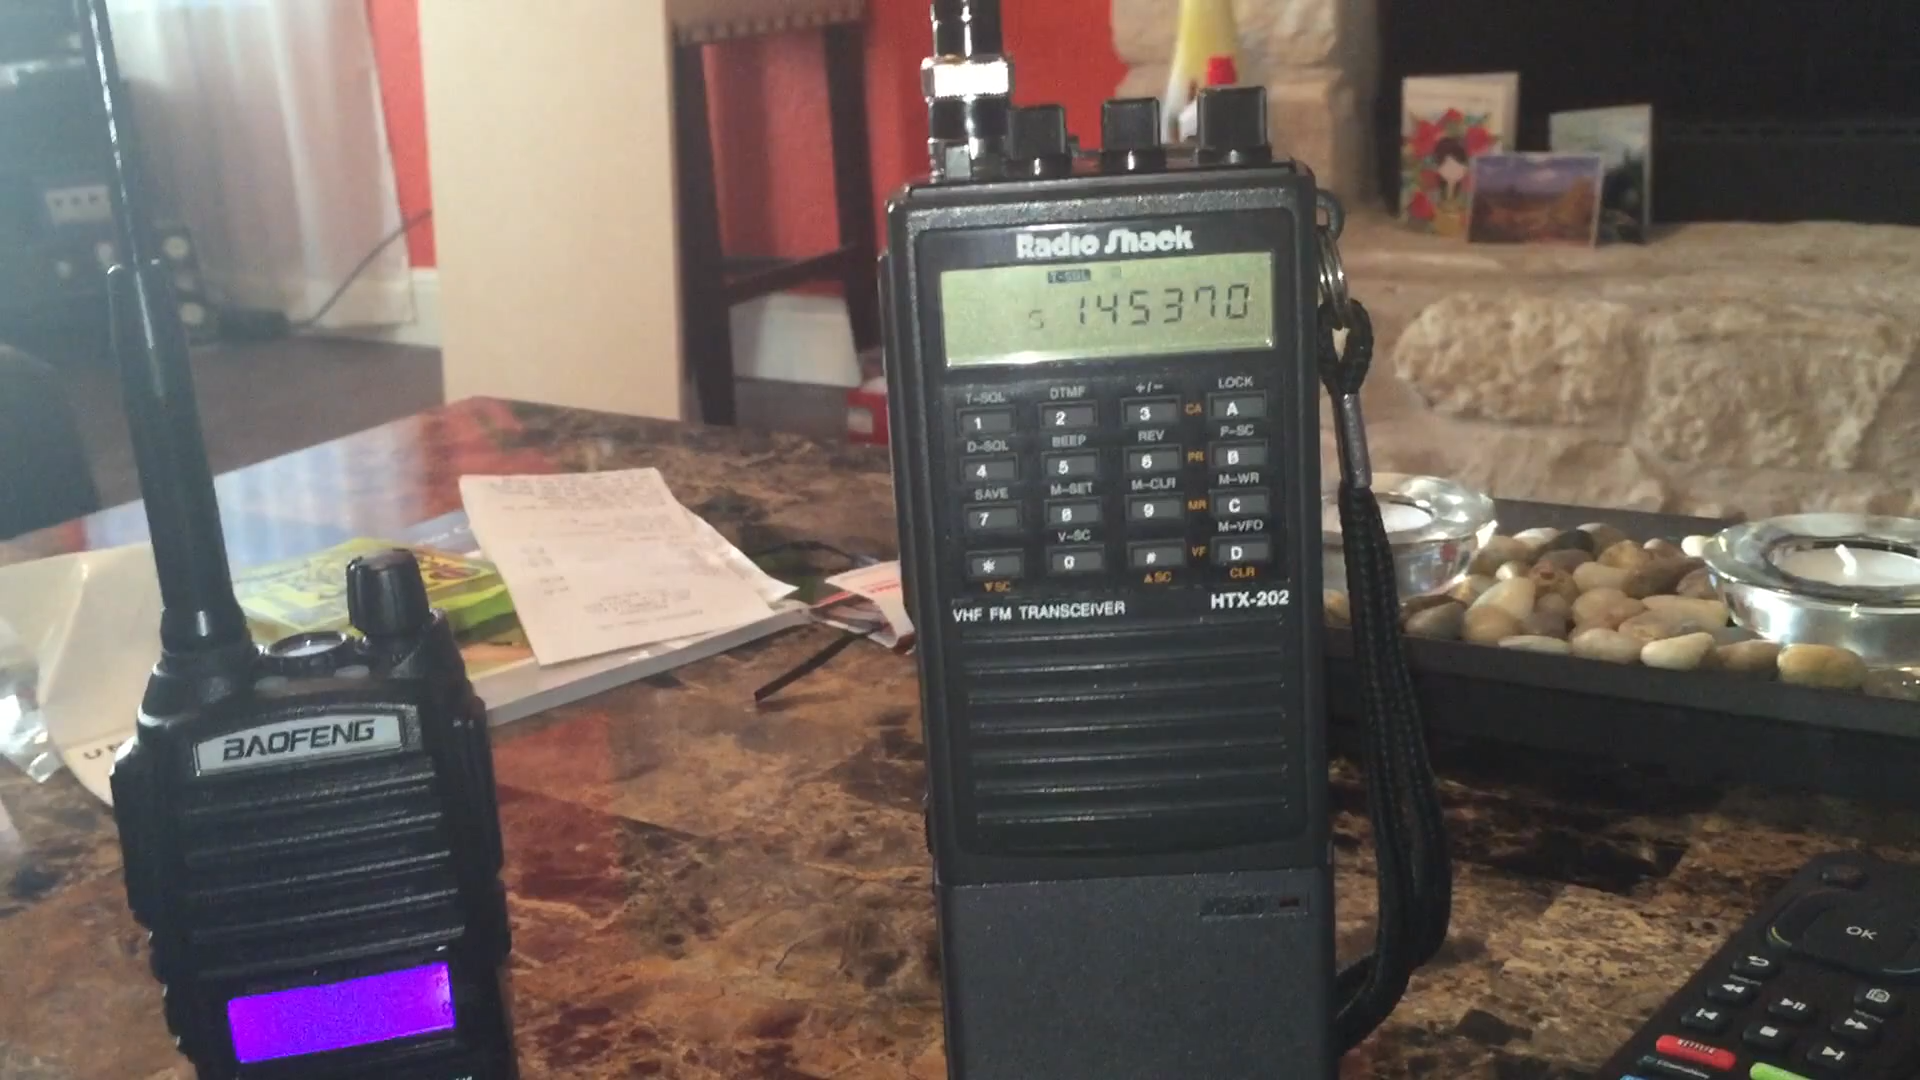 Radio Shack
T-SQL
S 145370
T-SQL DTMF +/- LOCK
1 2 3 CA A
D-SQL BEEP REV P-SC
4 5 6 PR B
SAVE M-SET M-CLR M-WR
7 8 9 MR C
V-SC M-VFO
* 0 # VF D
▼SC ▲SC CLR
VHF FM TRANSCEIVER HTX-202
BAOFENG
OK
NETFLIX